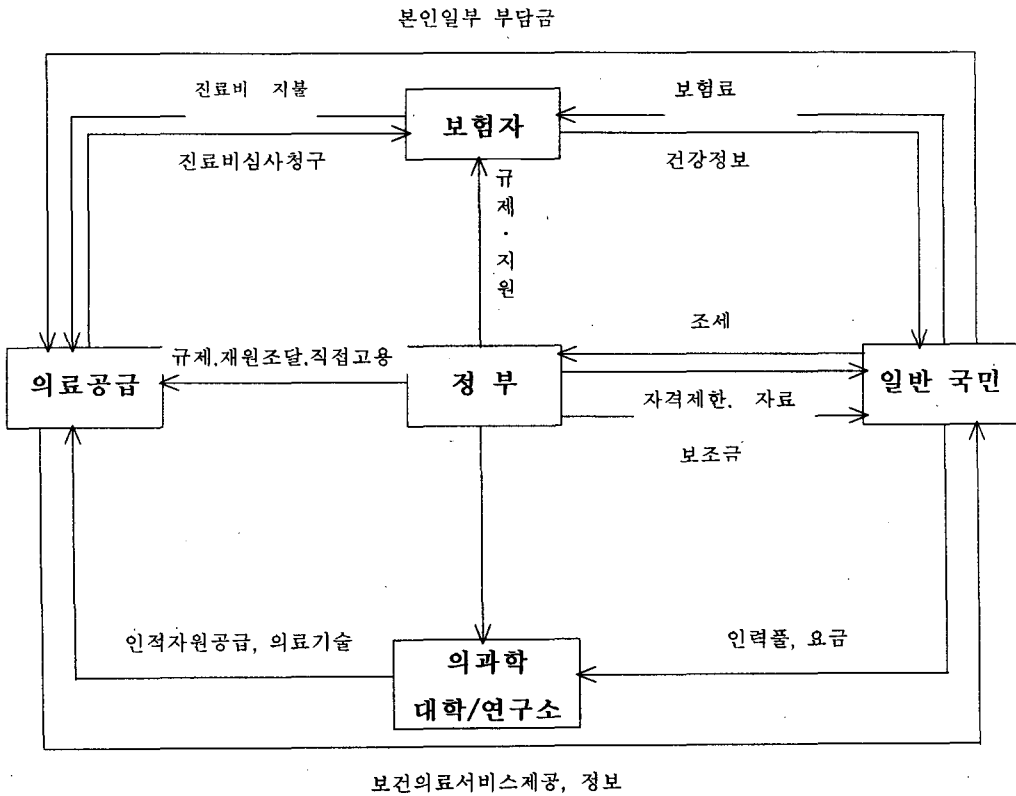 본인일부 부담금
진료비 지불
보험료
보험자
진료비심사청구
건강정보
규
제
·
지
원
조세
규제,재원조달,직접고용
의료공급
정 부
일반 국민
자격제한, 자료
보조금
인적자원공급, 의료기술
인력풀, 요금
의과학
대학/연구소
보건의료서비스제공, 정보